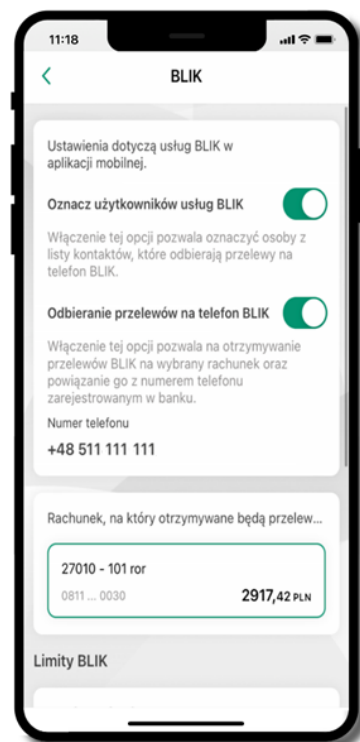 11:18
BLIK
Ustawienia dotyczą usług BLIK w
aplikacji mobilnej.
Oznacz użytkowników usług BLIK
Włączenie tej opcji pozwala oznaczyć osoby z
listy kontaktów, które odbierają przelewy na
telefon BLIK.
Odbieranie przelewów na telefon BLIK
Włączenie tej opcji pozwala na otrzymywanie
przelewów BLIK na wybrany rachunek oraz
powiązanie go z numerem telefonu
zarejestrowanym w banku.
Numer telefonu
+48 511 111 111
Rachunek, na który otrzymywane będą przelew...
27010 - 101 ror
0811 ... 0030
2917,42 PLN
Limity BLIK